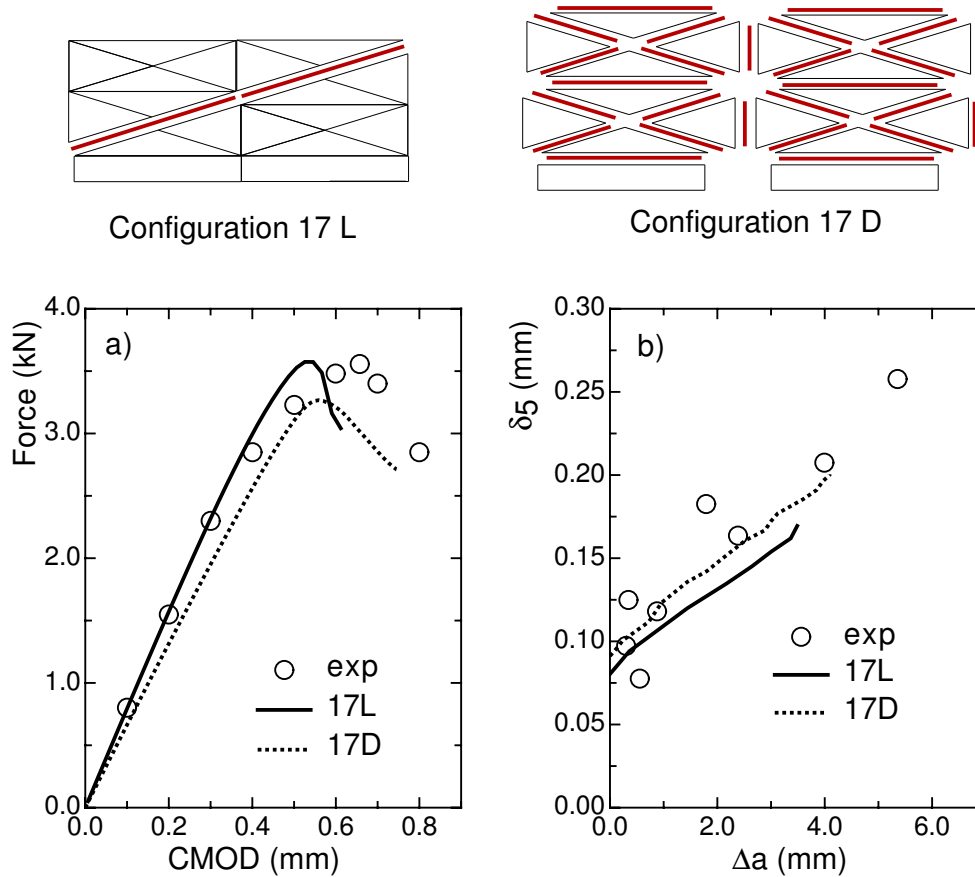 Configuration 17 L
Configuration 17 D
a)
Force (kN)
4.0
3.0
2.0
1.0
0.0
0.0 0.2 0.4 0.6 0.8
CMOD (mm)
exp
17L
17D
b)
δ5 (mm)
0.30
0.25
0.20
0.15
0.10
0.05
0.00
0.0 2.0 4.0 6.0
Δa (mm)
exp
17L
17D